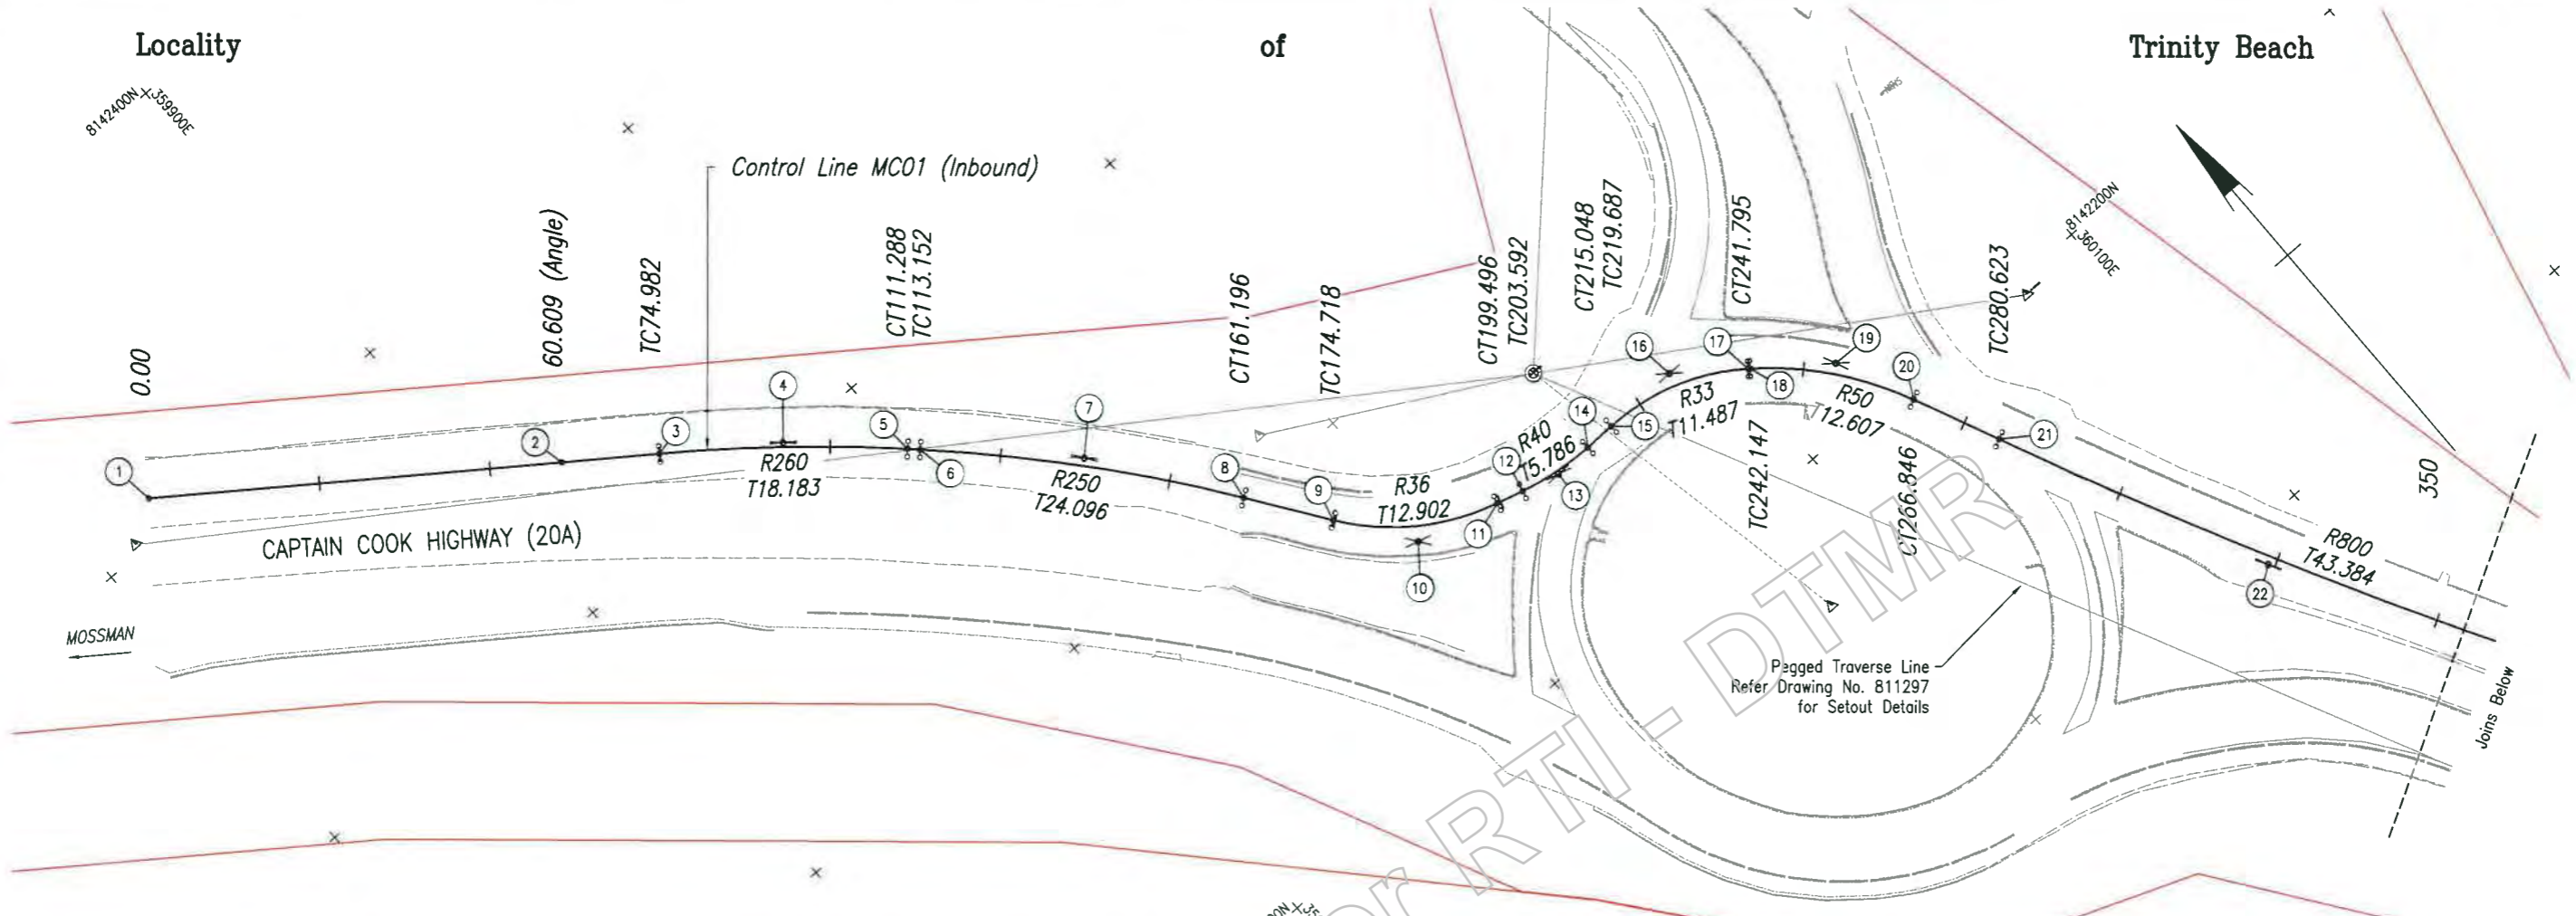 Locality of Trinity Beach
8142400N
359900E
Control Line MC01 (Inbound)
0.00
60.609 (Angle)
TC74.982
CT111.288
TC113.152
CT161.196
TC174.718
CT199.496
TC203.592
CT215.048
TC219.687
CT241.795
TC280.623
8142200N
360100E
1
2
3
4
5
6
7
8
9
10
11
12
13
14
15
16
17
18
19
20
21
22
R260
T18.183
R250
T24.096
R36
T12.902
R40
T5.786
R33
T11.487
R50
T12.607
TC242.147
CT266.846
R800
T43.384
350
CAPTAIN COOK HIGHWAY (20A)
MOSSMAN
Pegged Traverse Line
Refer Drawing No. 811297
for Setout Details
Joins Below
or RTI - DTMR